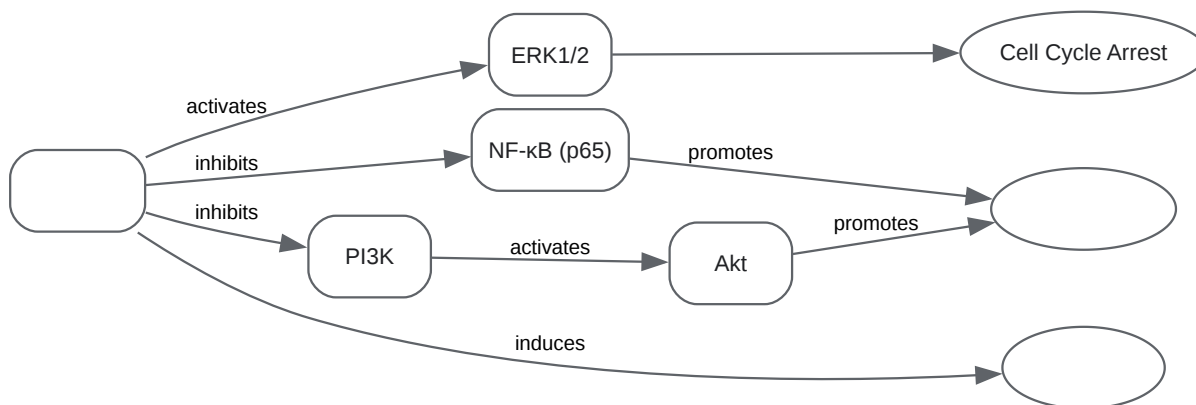 ERK1/2
Cell Cycle Arrest
activates
NF-κB (p65)
promotes
inhibits
inhibits
promotes
PI3K
activates
Akt
induces